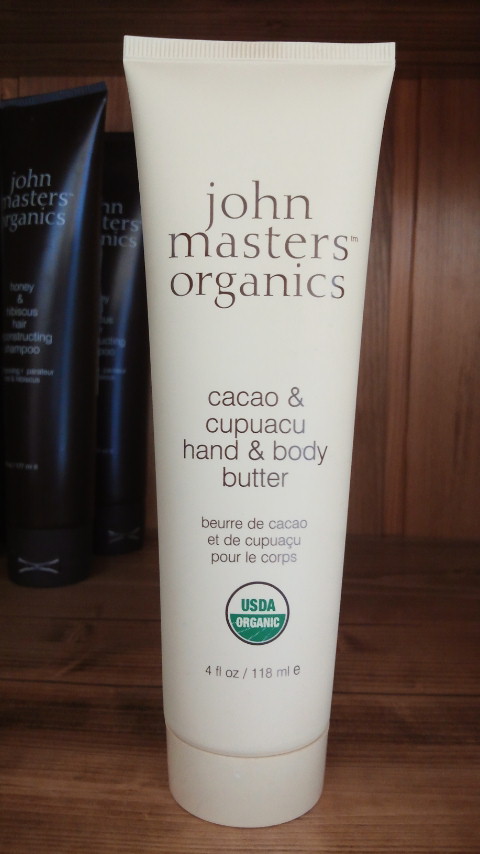 john
masters™
organics
cacao &
cupuacu
hand & body
butter
beurre de cacao
et de cupuaçu
pour le corps
USDA
ORGANIC
4 fl oz / 118 ml e
john
masters™
organics
honey
&
hibiscus
hair
reconstructing
shampoo